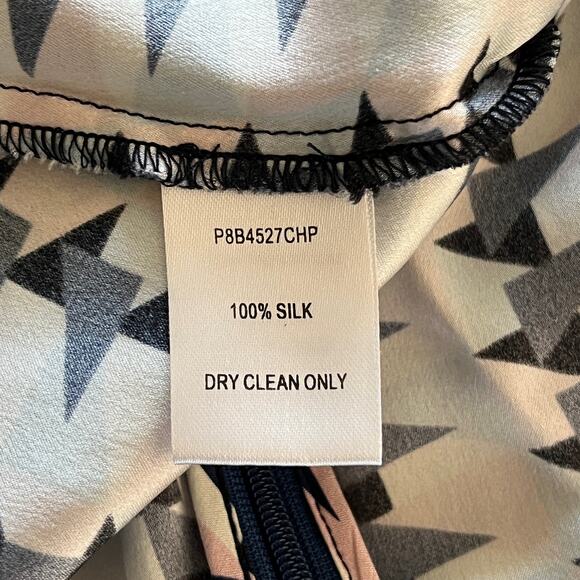 P8B4527CHP
100% SILK
DRY CLEAN ONLY